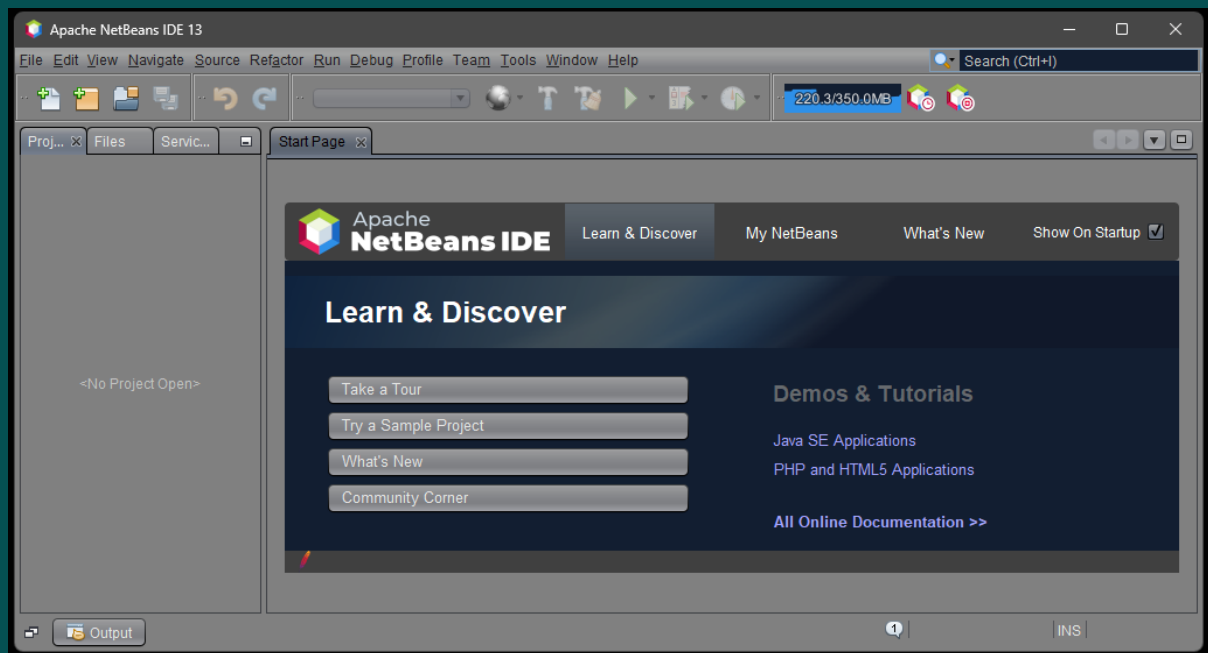 Apache NetBeans IDE 13
File Edit View Navigate Source Refactor Run Debug Profile Team Tools Window Help
Search (Ctrl+I)
220.3/350.0MB
Proj... Files Servic...
Start Page
Apache
NetBeans IDE
Learn & Discover My NetBeans What's New Show On Startup
Learn & Discover
<No Project Open>
Take a Tour
Try a Sample Project
What's New
Community Corner
Demos & Tutorials
Java SE Applications
PHP and HTML5 Applications
All Online Documentation >>
Output
1
INS